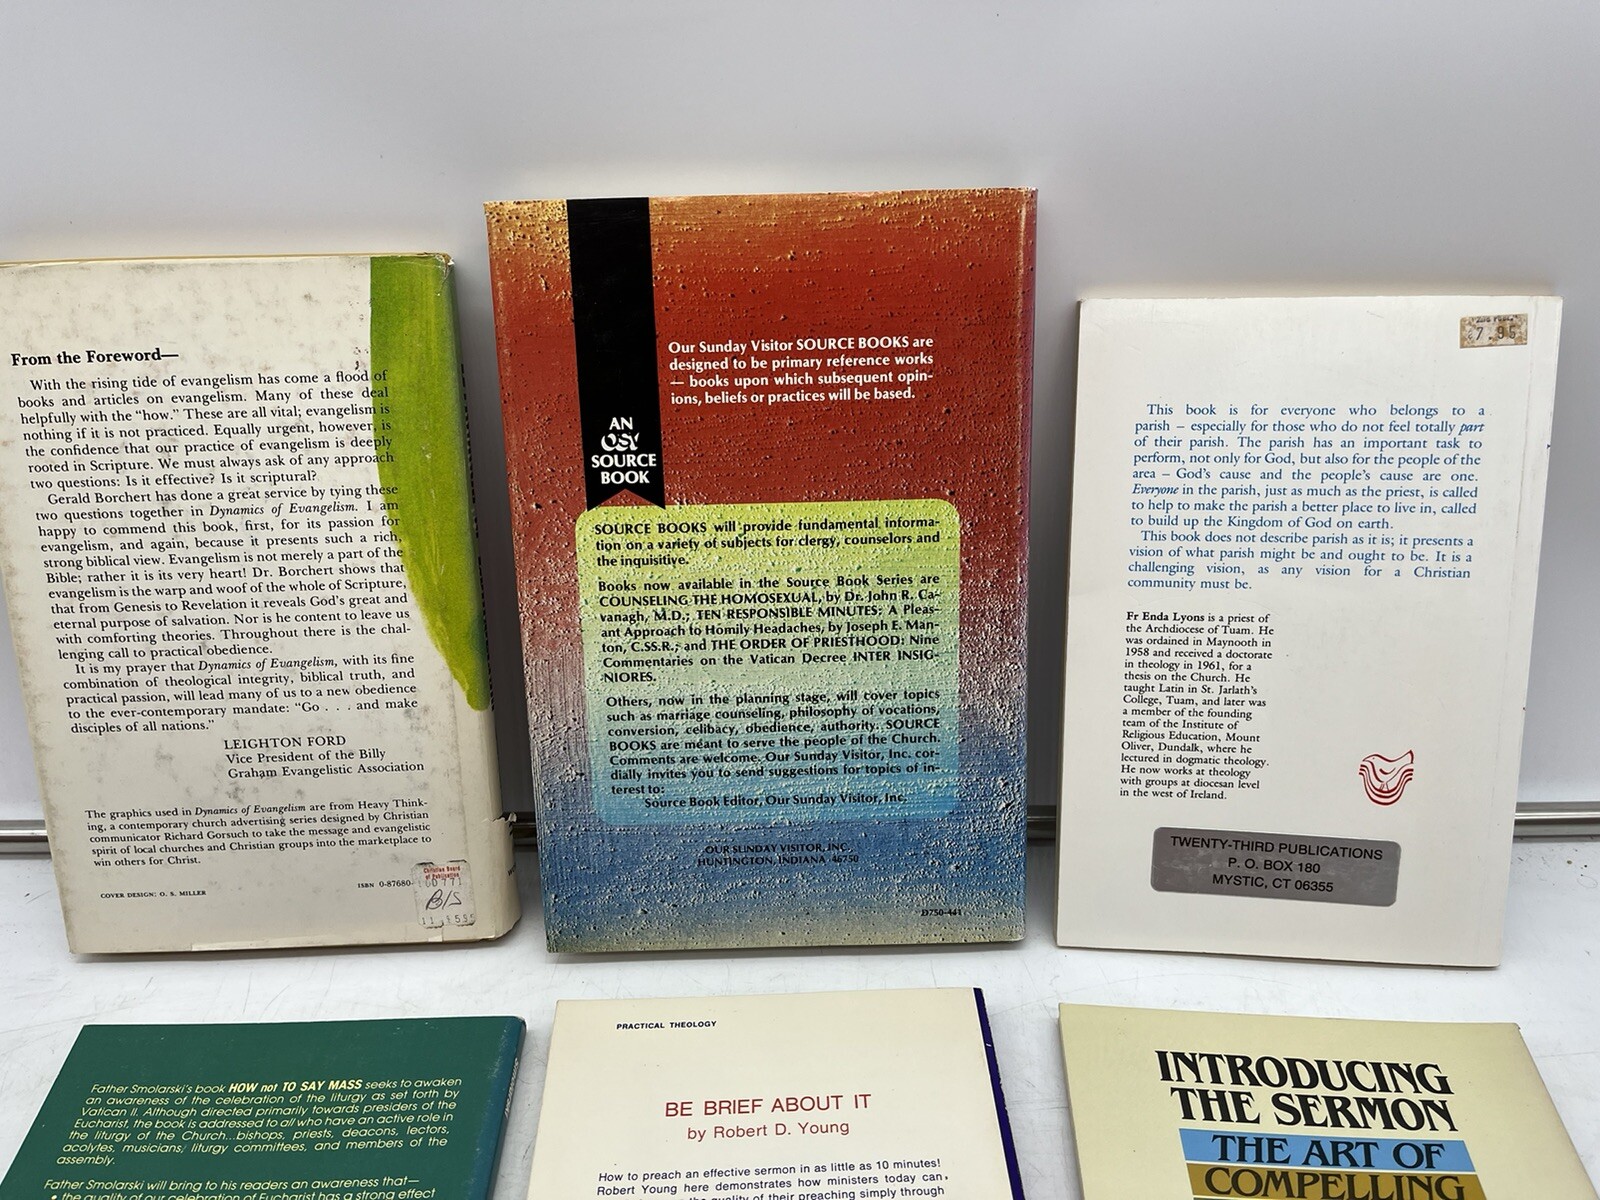 From the Foreword—
With the rising tide of evangelism has come a flood of
books and articles on evangelism. Many of these deal
helpfully with the "how." These are all vital; evangelism is
nothing if it is not practiced. Equally urgent, however, is
the confidence that our practice of evangelism is deeply
rooted in Scripture. We must always ask of any approach
two questions: Is it effective? Is it scriptural?
Gerald Borchert has done a great service by tying these
two questions together in Dynamics of Evangelism. I am
happy to commend this book, first, for its passion for
evangelism, and again, because it presents such a rich,
strong biblical view. Evangelism is not merely a part of the
Bible; rather it is its very heart! Dr. Borchert shows that
evangelism is the warp and woof of the whole of Scripture,
that from Genesis to Revelation it reveals God's great and
eternal purpose of salvation. Nor is he content to leave us
with comforting theories. Throughout there is the chal-
lenging call to practical obedience.
It is my prayer that Dynamics of Evangelism, with its fine
combination of theological integrity, biblical truth, and
practical passion, will lead many of us to a new obedience
to the ever-contemporary mandate: "Go . . . and make
disciples of all nations."
LEIGHTON FORD
Vice President of the Billy
Graham Evangelistic Association
The graphics used in Dynamics of Evangelism are from Heavy Think-
ing, a contemporary church advertising series designed by Christian
communicator Richard Gorsuch to take the message and evangelistic
spirit of local churches and Christian groups into the marketplace to
win others for Christ.
COVER DESIGN: O. S. MILLER
ISBN 0-87680-
Christian Board
of Publication
B/S
AN
OSV
SOURCE
BOOK
Our Sunday Visitor SOURCE BOOKS are
designed to be primary reference works
— books upon which subsequent opin-
ions, beliefs or practices will be based.
SOURCE BOOKS will provide fundamental informa-
tion on a variety of subjects for clergy, counselors and
the inquisitive.
Books now available in the Source Book Series are
COUNSELING THE HOMOSEXUAL, by Dr. John R. Ca-
vanagh, M.D.; TEN RESPONSIBLE MINUTES: A Pleas-
ant Approach to Homily Headaches, by Joseph E. Man-
ton, C.SS.R.; and THE ORDER OF PRIESTHOOD: Nine
Commentaries on the Vatican Decree INTER INSIG-
NIORES.
Others, now in the planning stage, will cover topics
such as marriage counseling, philosophy of vocations,
conversion, celibacy, obedience, authority. SOURCE
BOOKS are meant to serve the people of the Church.
Comments are welcome. Our Sunday Visitor, Inc. cor-
dially invites you to send suggestions for topics of in-
terest to:
Source Book Editor, Our Sunday Visitor, Inc.
OUR SUNDAY VISITOR, INC.
HUNTINGTON, INDIANA 46750
D750-441
7.95
This book is for everyone who belongs to a
parish – especially for those who do not feel totally part
of their parish. The parish has an important task to
perform, not only for God, but also for the people of the
area – God's cause and the people's cause are one.
Everyone in the parish, just as much as the priest, is called
to help to make the parish a better place to live in, called
to build up the Kingdom of God on earth.
This book does not describe parish as it is; it presents a
vision of what parish might be and ought to be. It is a
challenging vision, as any vision for a Christian
community must be.
Fr Enda Lyons is a priest of
the Archdiocese of Tuam. He
was ordained in Maynooth in
1958 and received a doctorate
in theology in 1961, for a
thesis on the Church. He
taught Latin in St. Jarlath's
College, Tuam, and later was
a member of the founding
team of the Institute of
Religious Education, Mount
Oliver, Dundalk, where he
lectured in dogmatic theology.
He now works at theology
with groups at diocesan level
in the west of Ireland.
TWENTY-THIRD PUBLICATIONS
P. O. BOX 180
MYSTIC, CT 06355
Father Smolarski's book HOW not TO SAY MASS seeks to awaken
an awareness of the celebration of the liturgy as set forth by
Vatican II. Although directed primarily towards presiders of the
Eucharist, the book is addressed to all who have an active role in
the liturgy of the Church...bishops, priests, deacons, lectors,
acolytes, musicians, liturgy committees, and members of the
assembly.
Father Smolarski will bring to his readers an awareness that—
• the quality of our celebration of Eucharist has a strong effect
PRACTICAL THEOLOGY
BE BRIEF ABOUT IT
by Robert D. Young
How to preach an effective sermon in as little as 10 minutes!
Robert Young here demonstrates how ministers today can
the quality of their preaching simply through
INTRODUCING
THE SERMON
THE ART OF
COMPELLING